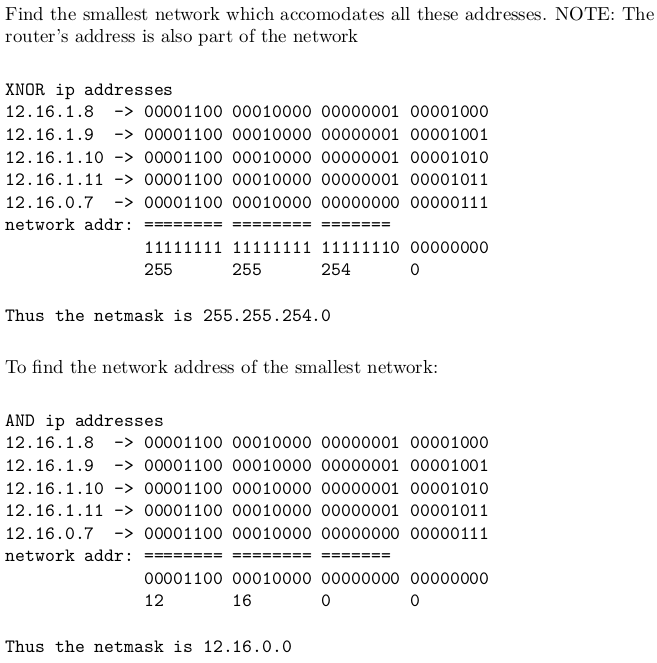 Find the smallest network which accomodates all these addresses. NOTE: The
router's address is also part of the network
XNOR ip addresses
12.16.1.8  -> 00001100 00010000 00000001 00001000
12.16.1.9  -> 00001100 00010000 00000001 00001001
12.16.1.10 -> 00001100 00010000 00000001 00001010
12.16.1.11 -> 00001100 00010000 00000001 00001011
12.16.0.7  -> 00001100 00010000 00000000 00000111
network addr: ======== ======== =======
11111111 11111111 11111110 00000000
255 255 254 0
Thus the netmask is 255.255.254.0
To find the network address of the smallest network:
AND ip addresses
12.16.1.8  -> 00001100 00010000 00000001 00001000
12.16.1.9  -> 00001100 00010000 00000001 00001001
12.16.1.10 -> 00001100 00010000 00000001 00001010
12.16.1.11 -> 00001100 00010000 00000001 00001011
12.16.0.7  -> 00001100 00010000 00000000 00000111
network addr: ======== ======== =======
00001100 00010000 00000000 00000000
12 16 0 0
Thus the netmask is 12.16.0.0